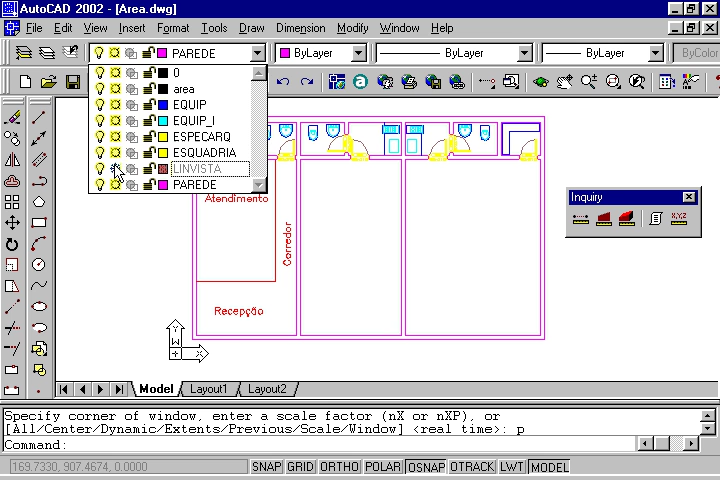 AutoCAD 2002 - [Area.dwg]
File Edit View Insert Format Tools Draw Dimension Modify Window Help
PAREDE ByLayer ByLayer ByLayer ByColor
0
area
EQUIP
EQUIP_I
ESPECARQ
ESQUADRIA
LINVISTA
PAREDE
Inquiry
X,Y,Z
Atendimento
Corredor
Recepção
Y
W
X
Model Layout1 Layout2
Specify corner of window, enter a scale factor (nX or nXP), or
[All/Center/Dynamic/Extents/Previous/Scale/Window] <real time>: p
Command:
169.7330, 907.4674, 0.0000 SNAP GRID ORTHO POLAR OSNAP OTRACK LWT MODEL